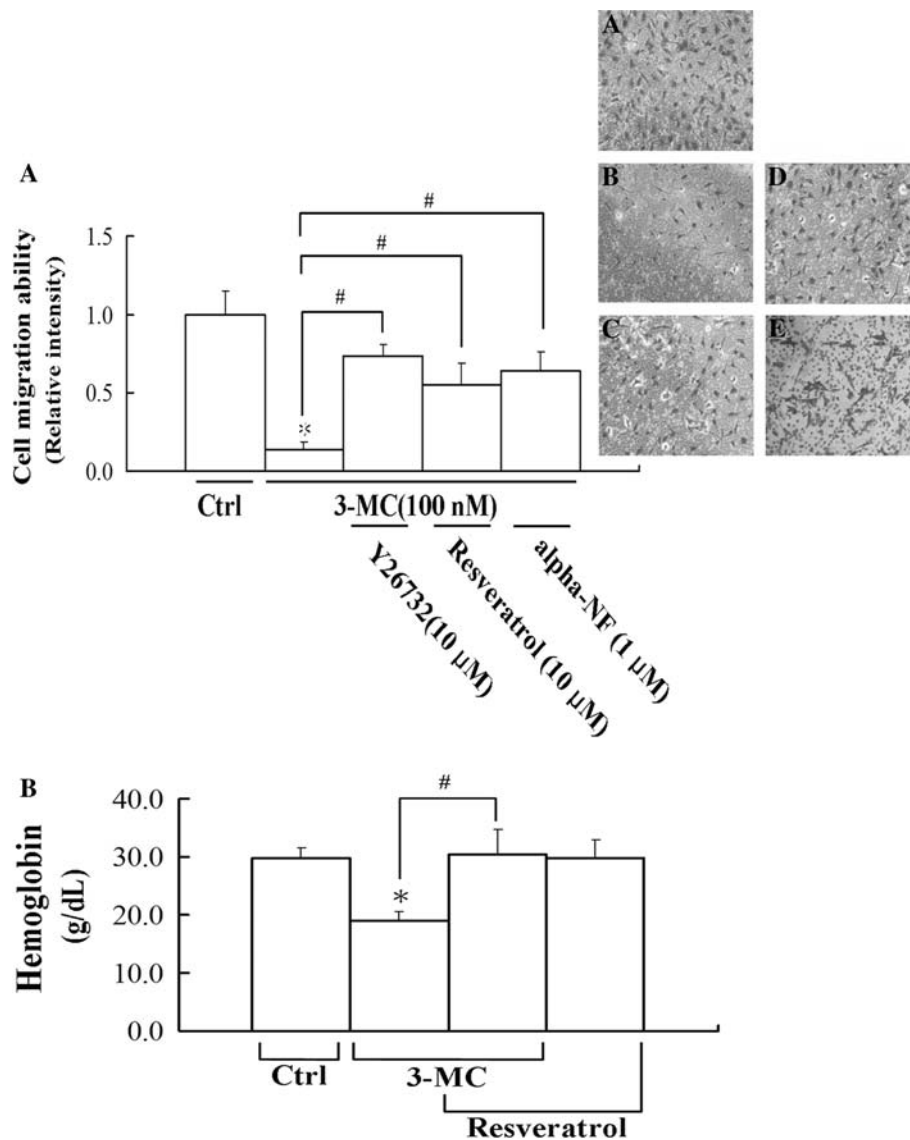 A
B
D
C
E
A
Cell migration ability
(Relative intensity)
1.5
1.0
0.5
0.0
#
#
#
*
Ctrl
3-MC(100 nM)
Y26732(10 μM)
Resveratrol (10 μM)
alpha-NF (1 μM)
B
Hemoglobin
(g/dL)
40.0
30.0
20.0
10.0
0.0
#
*
Ctrl
3-MC
Resveratrol